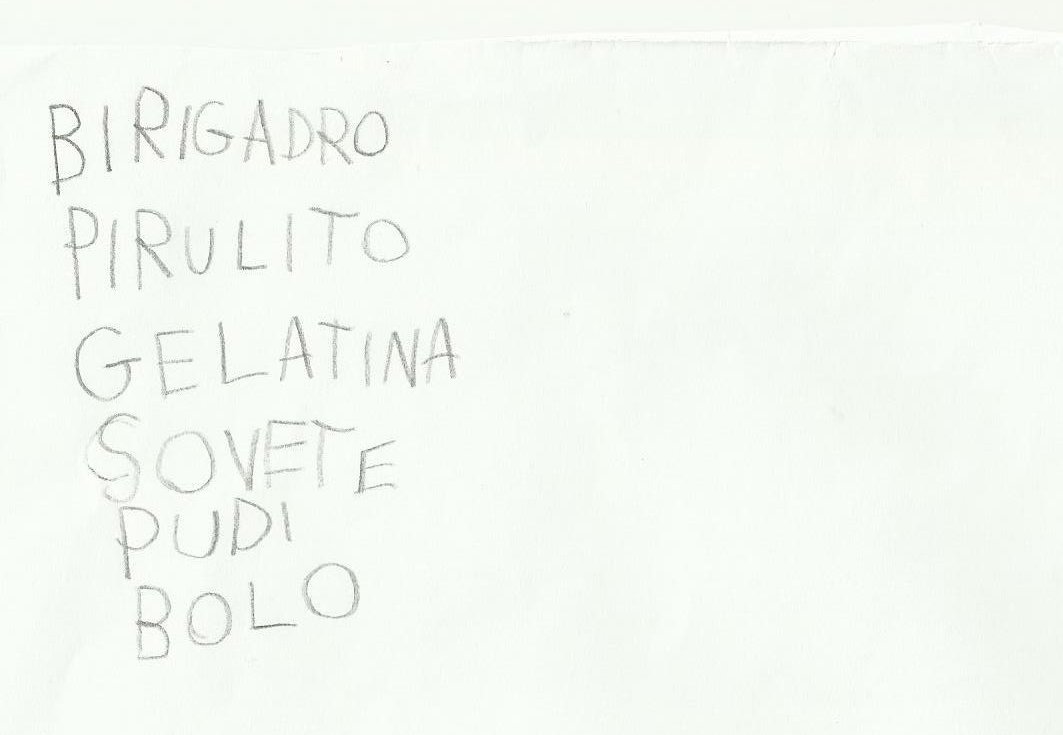 BIRIGADRO
PIRULITO
GELATINA
SOVETE
PUDI
BOLO